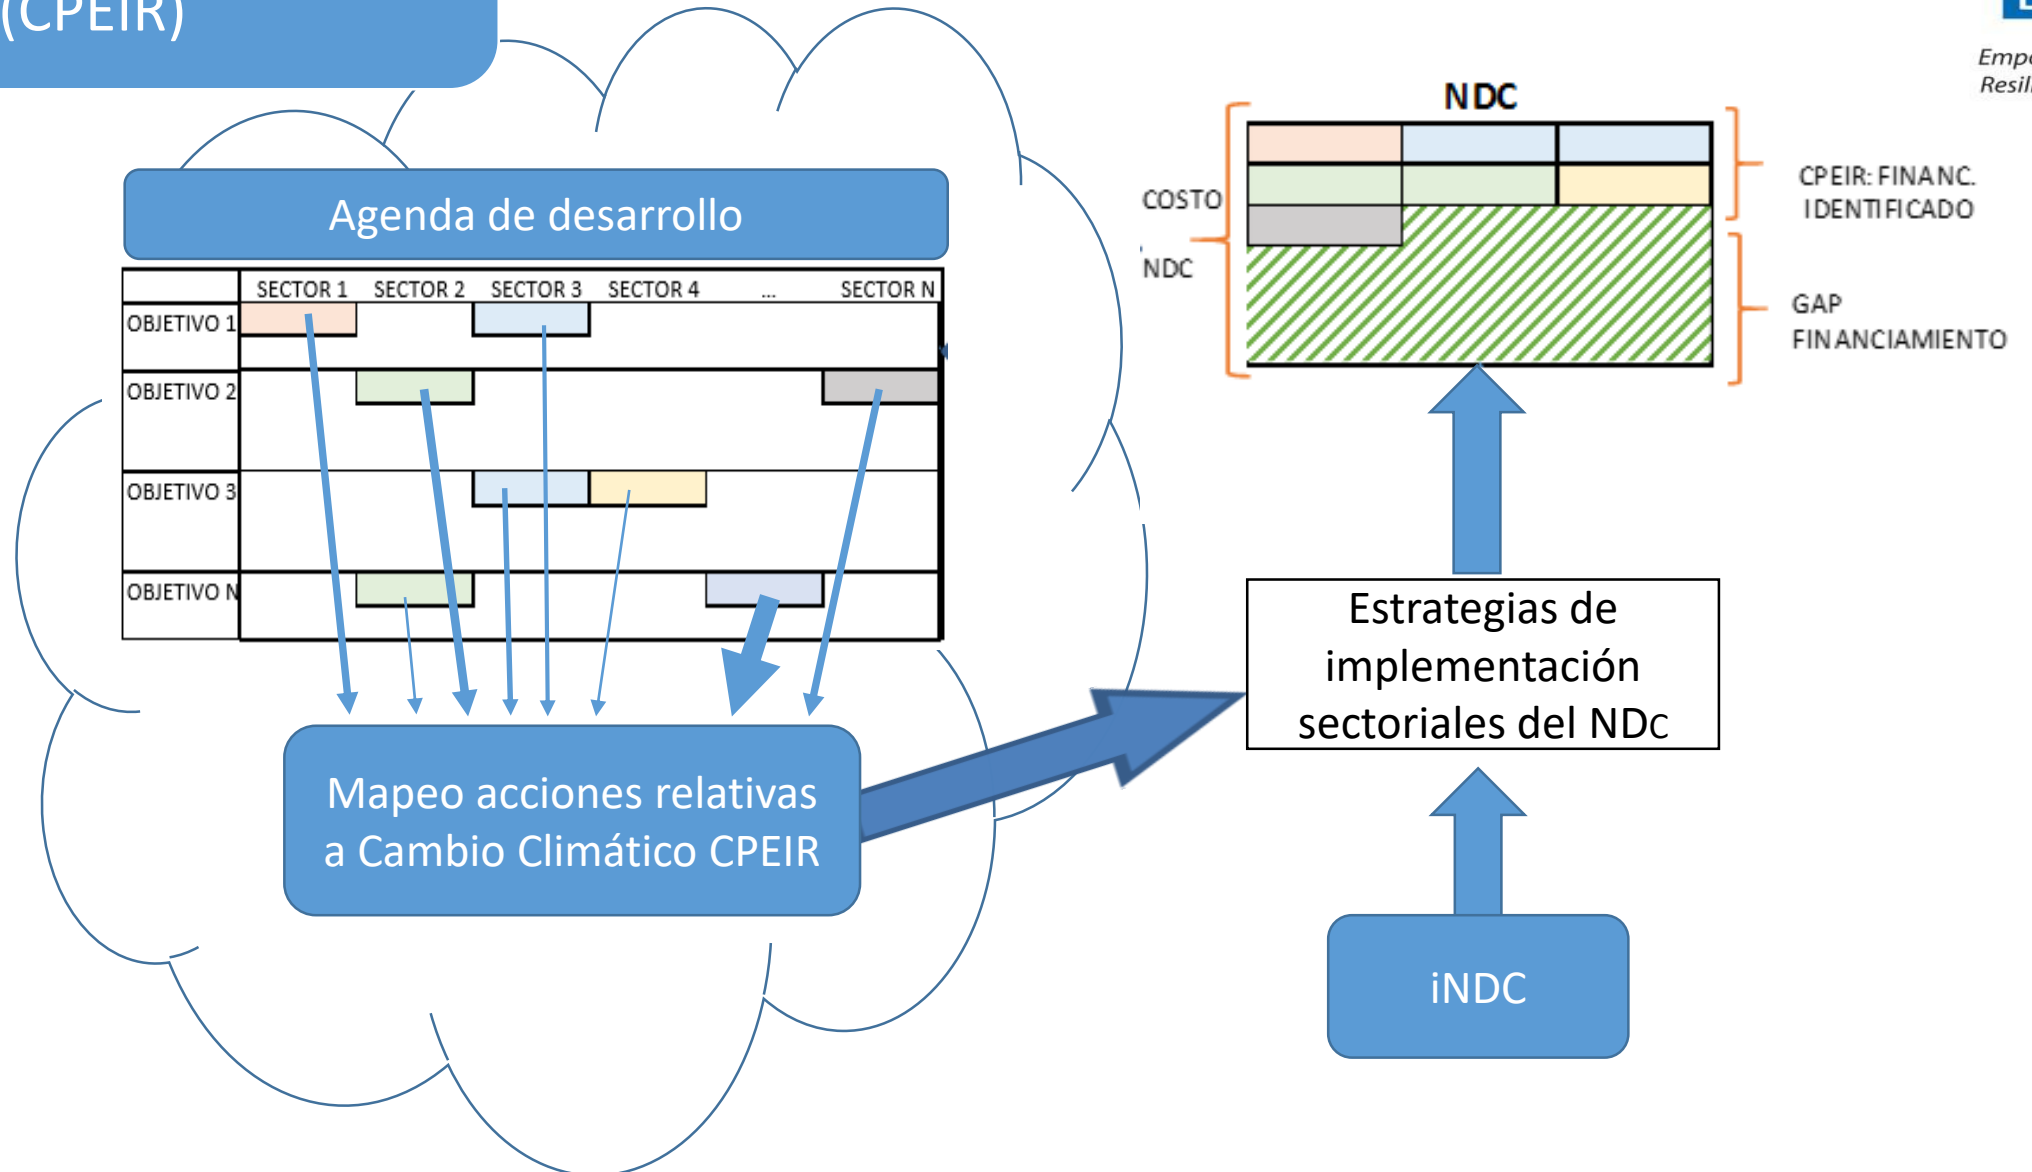 (CPEIR)
Agenda de desarrollo
SECTOR 1 SECTOR 2 SECTOR 3 SECTOR 4 ... SECTOR N
OBJETIVO 1
OBJETIVO 2
OBJETIVO 3
OBJETIVO N
Mapeo acciones relativas
a Cambio Climático CPEIR
NDC
COSTO
NDC
CPEIR: FINANC.
IDENTIFICADO
GAP
FINANCIAMIENTO
Estrategias de
implementación
sectoriales del NDC
iNDC